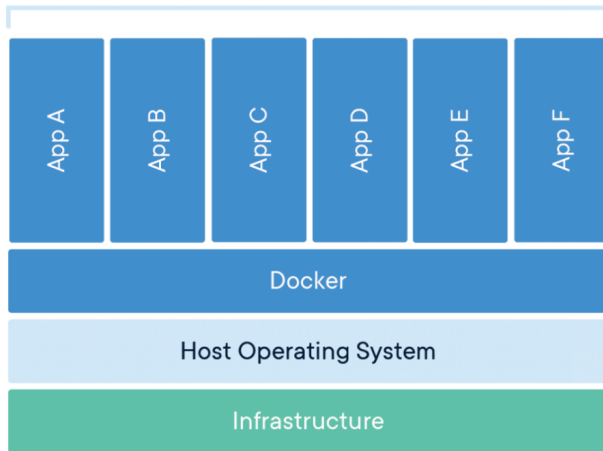 App A
App B
App C
App D
App E
App F
Docker
Host Operating System
Infrastructure